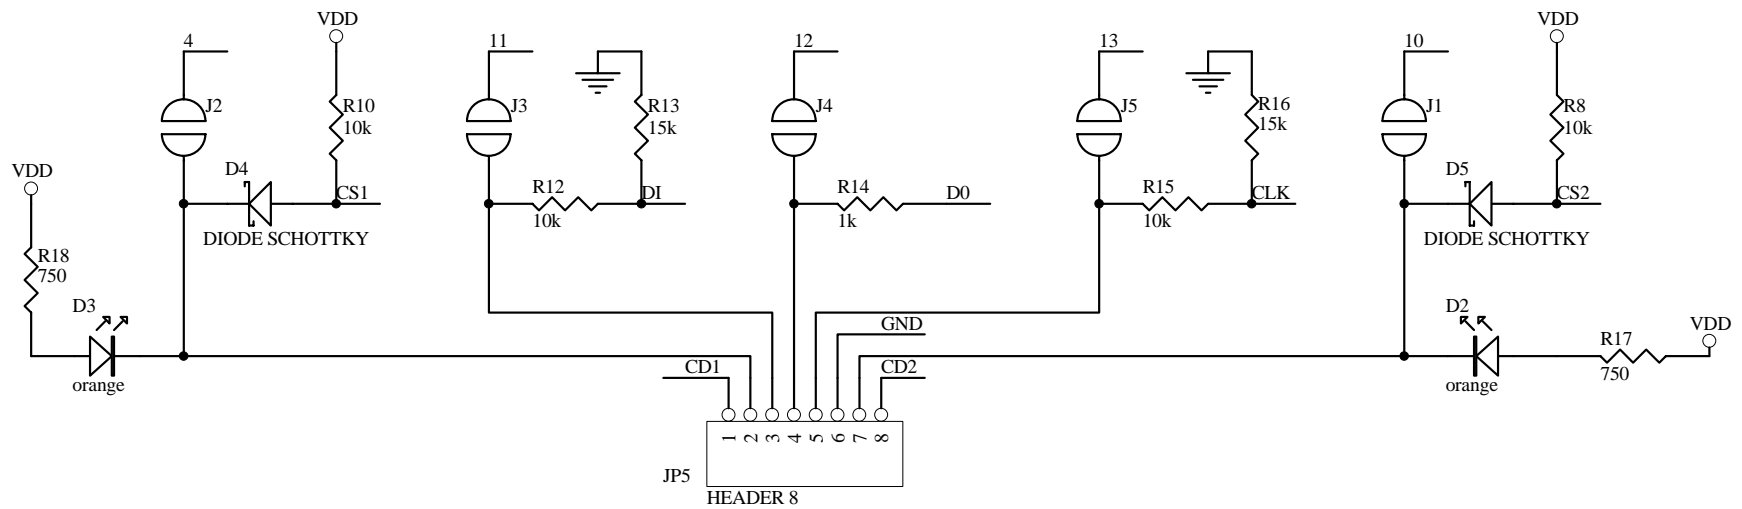 VDD
VDD
4
11
12
13
10
J2
R10
10k
J3
R13
15k
J4
J5
R16
15k
J1
R8
10k
VDD
D4
CS1
R12
10k
DI
R14
1k
D0
R15
10k
CLK
D5
CS2
DIODE SCHOTTKY
DIODE SCHOTTKY
R18
750
D3
orange
GND
CD1
CD2
D2
orange
R17
750
VDD
1 2 3 4 5 6 7 8
JP5
HEADER 8